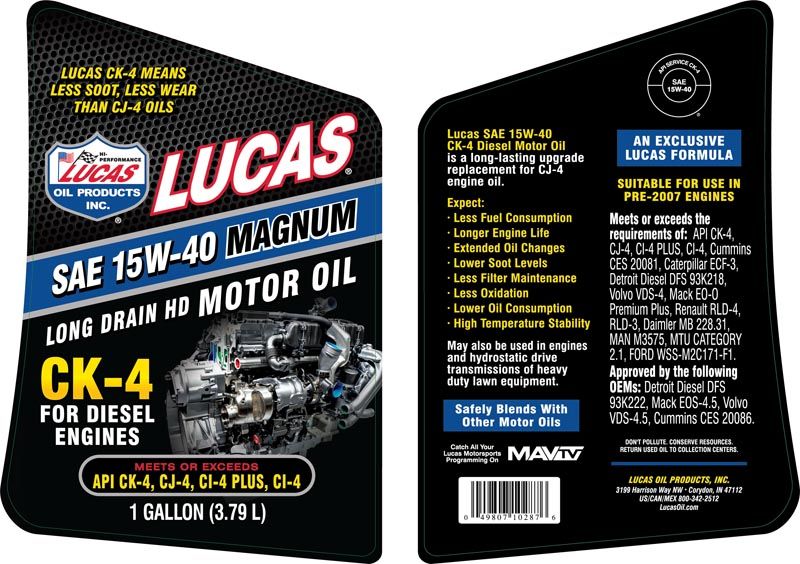 LUCAS CK-4 MEANS
LESS SOOT, LESS WEAR
THAN CJ-4 OILS
HI-
PERFORMANCE
LUCAS
OIL PRODUCTS
INC.
®
LUCAS®
SAE 15W-40 MAGNUM
LONG DRAIN HD MOTOR OIL
CK-4
FOR DIESEL
ENGINES
MEETS OR EXCEEDS
API CK-4, CJ-4, CI-4 PLUS, CI-4
1 GALLON (3.79 L)
Lucas SAE 15W-40
CK-4 Diesel Motor Oil
is a long-lasting upgrade
replacement for CJ-4
engine oil.
Expect:
· Less Fuel Consumption
· Longer Engine Life
· Extended Oil Changes
· Lower Soot Levels
· Less Filter Maintenance
· Less Oxidation
· Lower Oil Consumption
· High Temperature Stability
May also be used in engines
and hydrostatic drive
transmissions of heavy
duty lawn equipment.
Safely Blends With
Other Motor Oils
Catch All Your
Lucas Motorsports
Programming On
MAVTV
0 49807 10287 6
API SERVICE CK-4
SAE
15W-40
AN EXCLUSIVE
LUCAS FORMULA
SUITABLE FOR USE IN
PRE-2007 ENGINES
Meets or exceeds the
requirements of: API CK-4,
CJ-4, CI-4 PLUS, CI-4, Cummins
CES 20081, Caterpillar ECF-3,
Detroit Diesel DFS 93K218,
Volvo VDS-4, Mack EO-O
Premium Plus, Renault RLD-4,
RLD-3, Daimler MB 228.31,
MAN M3575, MTU CATEGORY
2.1, FORD WSS-M2C171-F1.
Approved by the following
OEMs: Detroit Diesel DFS
93K222, Mack EOS-4.5, Volvo
VDS-4.5, Cummins CES 20086.
DON'T POLLUTE. CONSERVE RESOURCES.
RETURN USED OIL TO COLLECTION CENTERS.
LUCAS OIL PRODUCTS, INC.
3199 Harrison Way NW · Corydon, IN 47112
US/CAN/MEX 800-342-2512
LucasOil.com